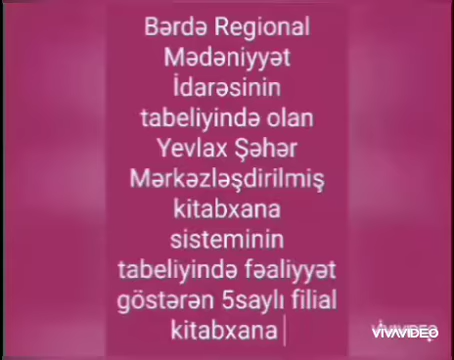 Bərdə Regional
Mədəniyyət
İdarəsinin
tabeliyində olan
Yevlax Şəhər
Mərkəzləşdirilmiş
kitabxana
sisteminin
tabeliyində fəaliyyət
göstərən 5saylı filial
kitabxana
VIVAVIDEO